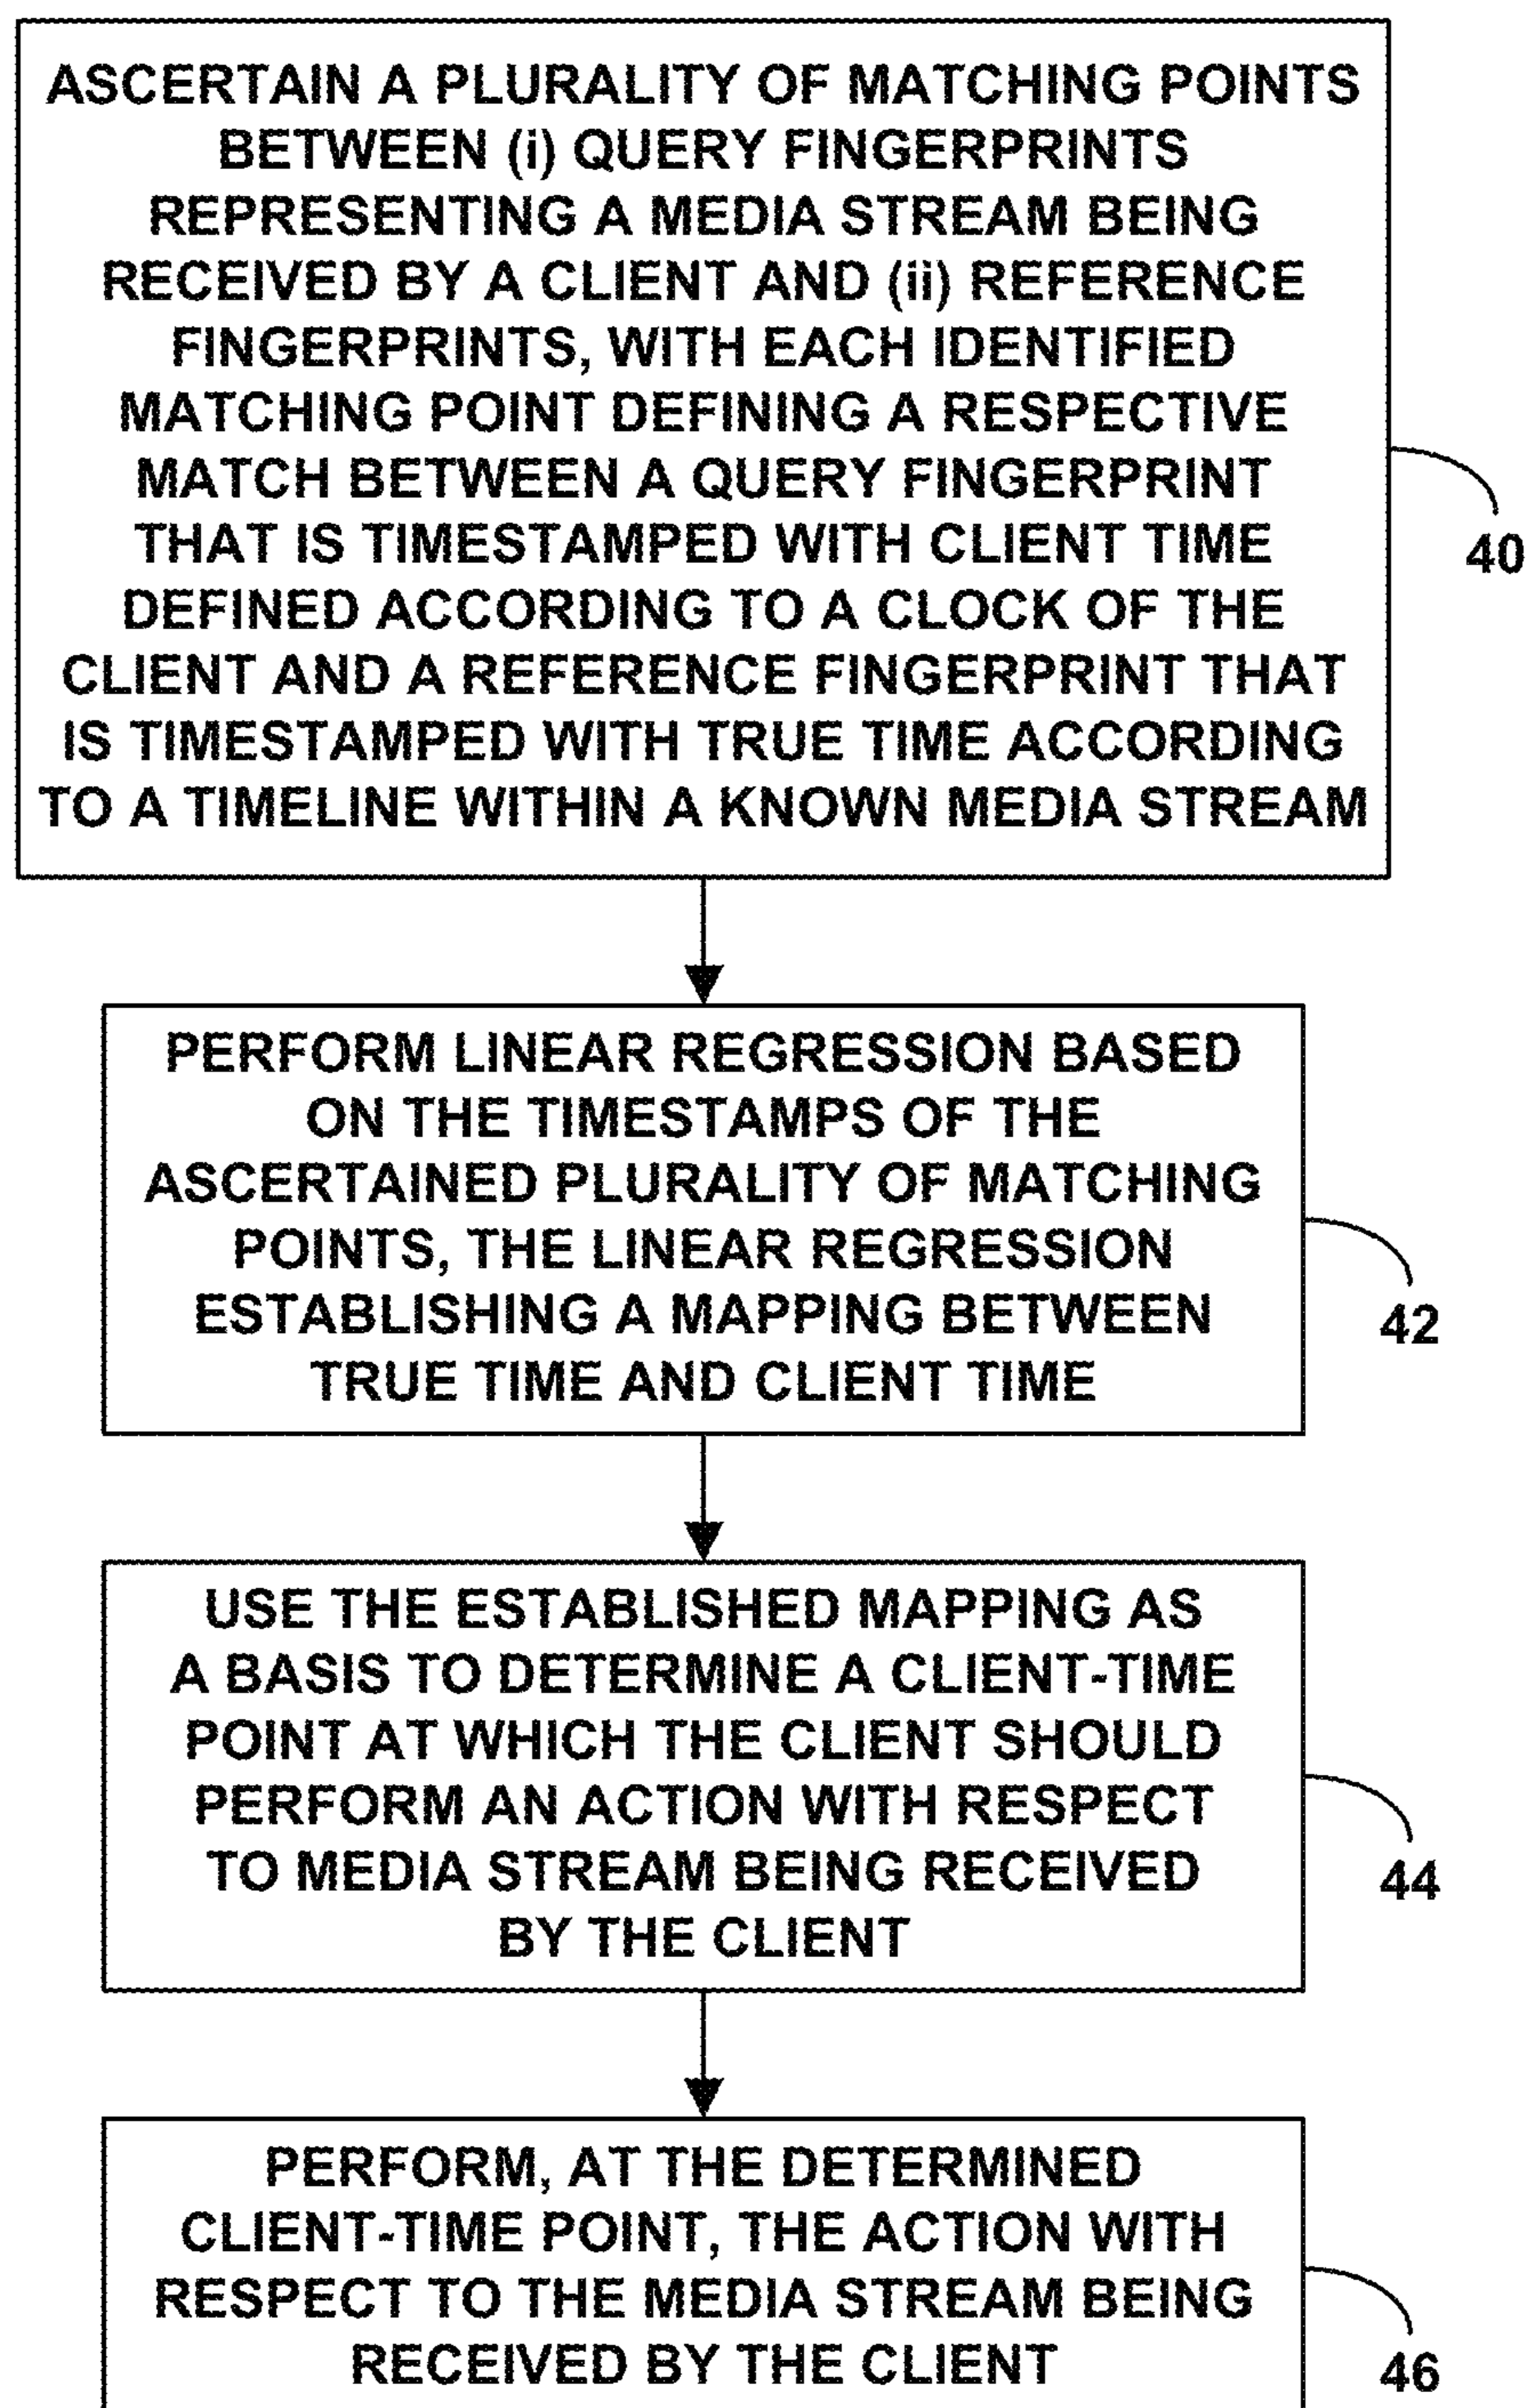 ASCERTAIN A PLURALITY OF MATCHING POINTS
BETWEEN (i) QUERY FINGERPRINTS
REPRESENTING A MEDIA STREAM BEING
RECEIVED BY A CLIENT AND (ii) REFERENCE
FINGERPRINTS, WITH EACH IDENTIFIED
MATCHING POINT DEFINING A RESPECTIVE
MATCH BETWEEN A QUERY FINGERPRINT
THAT IS TIMESTAMPED WITH CLIENT TIME
DEFINED ACCORDING TO A CLOCK OF THE
CLIENT AND A REFERENCE FINGERPRINT THAT
IS TIMESTAMPED WITH TRUE TIME ACCORDING
TO A TIMELINE WITHIN A KNOWN MEDIA STREAM
40
PERFORM LINEAR REGRESSION BASED
ON THE TIMESTAMPS OF THE
ASCERTAINED PLURALITY OF MATCHING
POINTS, THE LINEAR REGRESSION
ESTABLISHING A MAPPING BETWEEN
TRUE TIME AND CLIENT TIME
42
USE THE ESTABLISHED MAPPING AS
A BASIS TO DETERMINE A CLIENT-TIME
POINT AT WHICH THE CLIENT SHOULD
PERFORM AN ACTION WITH RESPECT
TO MEDIA STREAM BEING RECEIVED
BY THE CLIENT
44
PERFORM, AT THE DETERMINED
CLIENT-TIME POINT, THE ACTION WITH
RESPECT TO THE MEDIA STREAM BEING
RECEIVED BY THE CLIENT
46